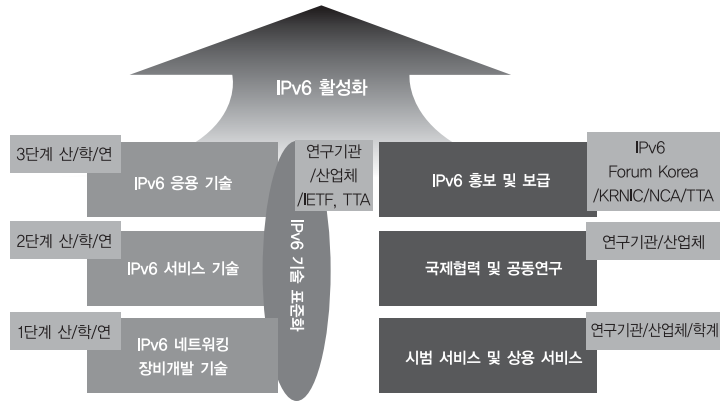 IPv6 활성화
3단계 산/학/연
IPv6 응용 기술
연구기관
/산업체
/IETF, TTA
IPv6 홍보 및 보급
IPv6
Forum Korea
/KRNIC/NCA/TTA
2단계 산/학/연
IPv6 서비스 기술
IPv6 기술 표준화
국제협력 및 공동연구
연구기관/산업체
1단계 산/학/연
IPv6 네트워킹
장비개발 기술
시범 서비스 및 상용 서비스
연구기관/산업체/학계